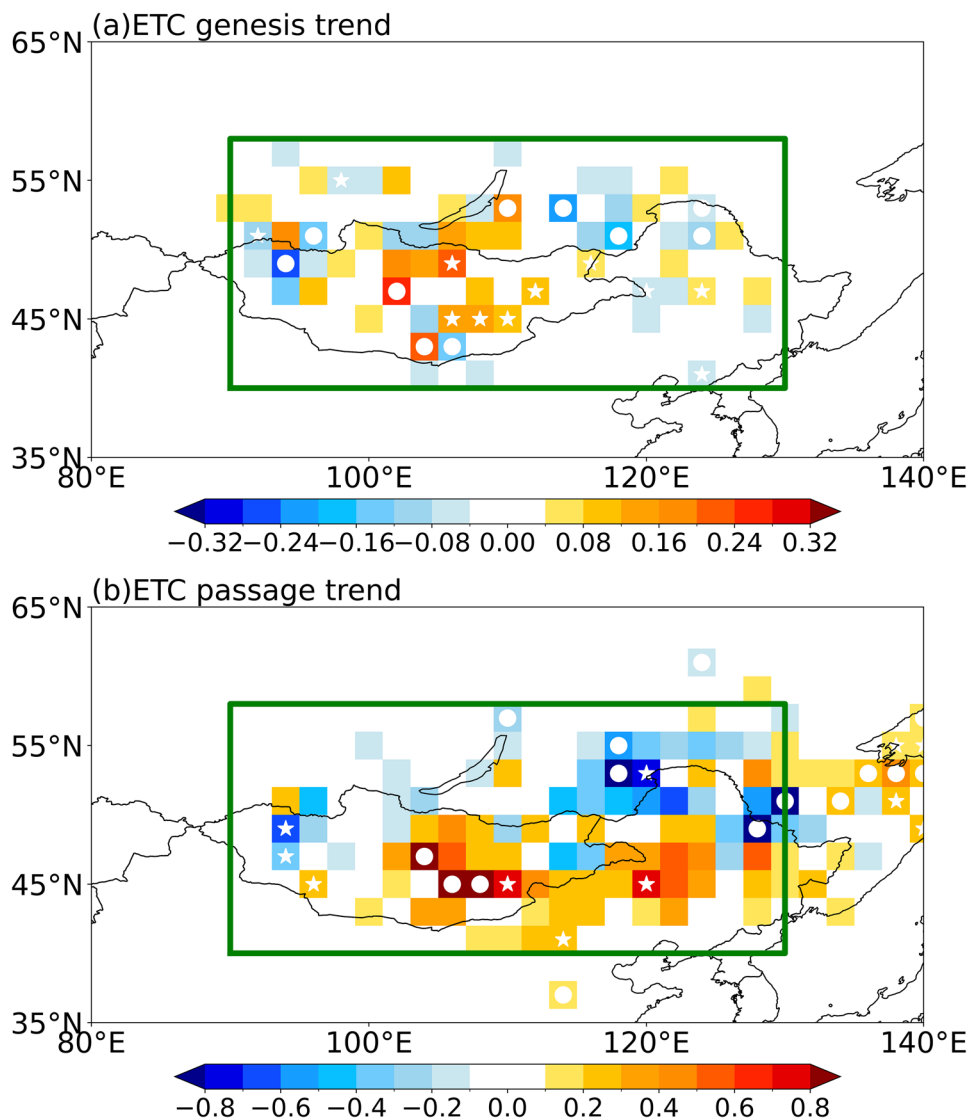 (a)ETC genesis trend
65°N
55°N
45°N
35°N
80°E 100°E 120°E 140°E
−0.32 −0.24 −0.16 −0.08 0.00 0.08 0.16 0.24 0.32
(b)ETC passage trend
65°N
55°N
45°N
35°N
80°E 100°E 120°E 140°E
−0.8 −0.6 −0.4 −0.2 0.0 0.2 0.4 0.6 0.8